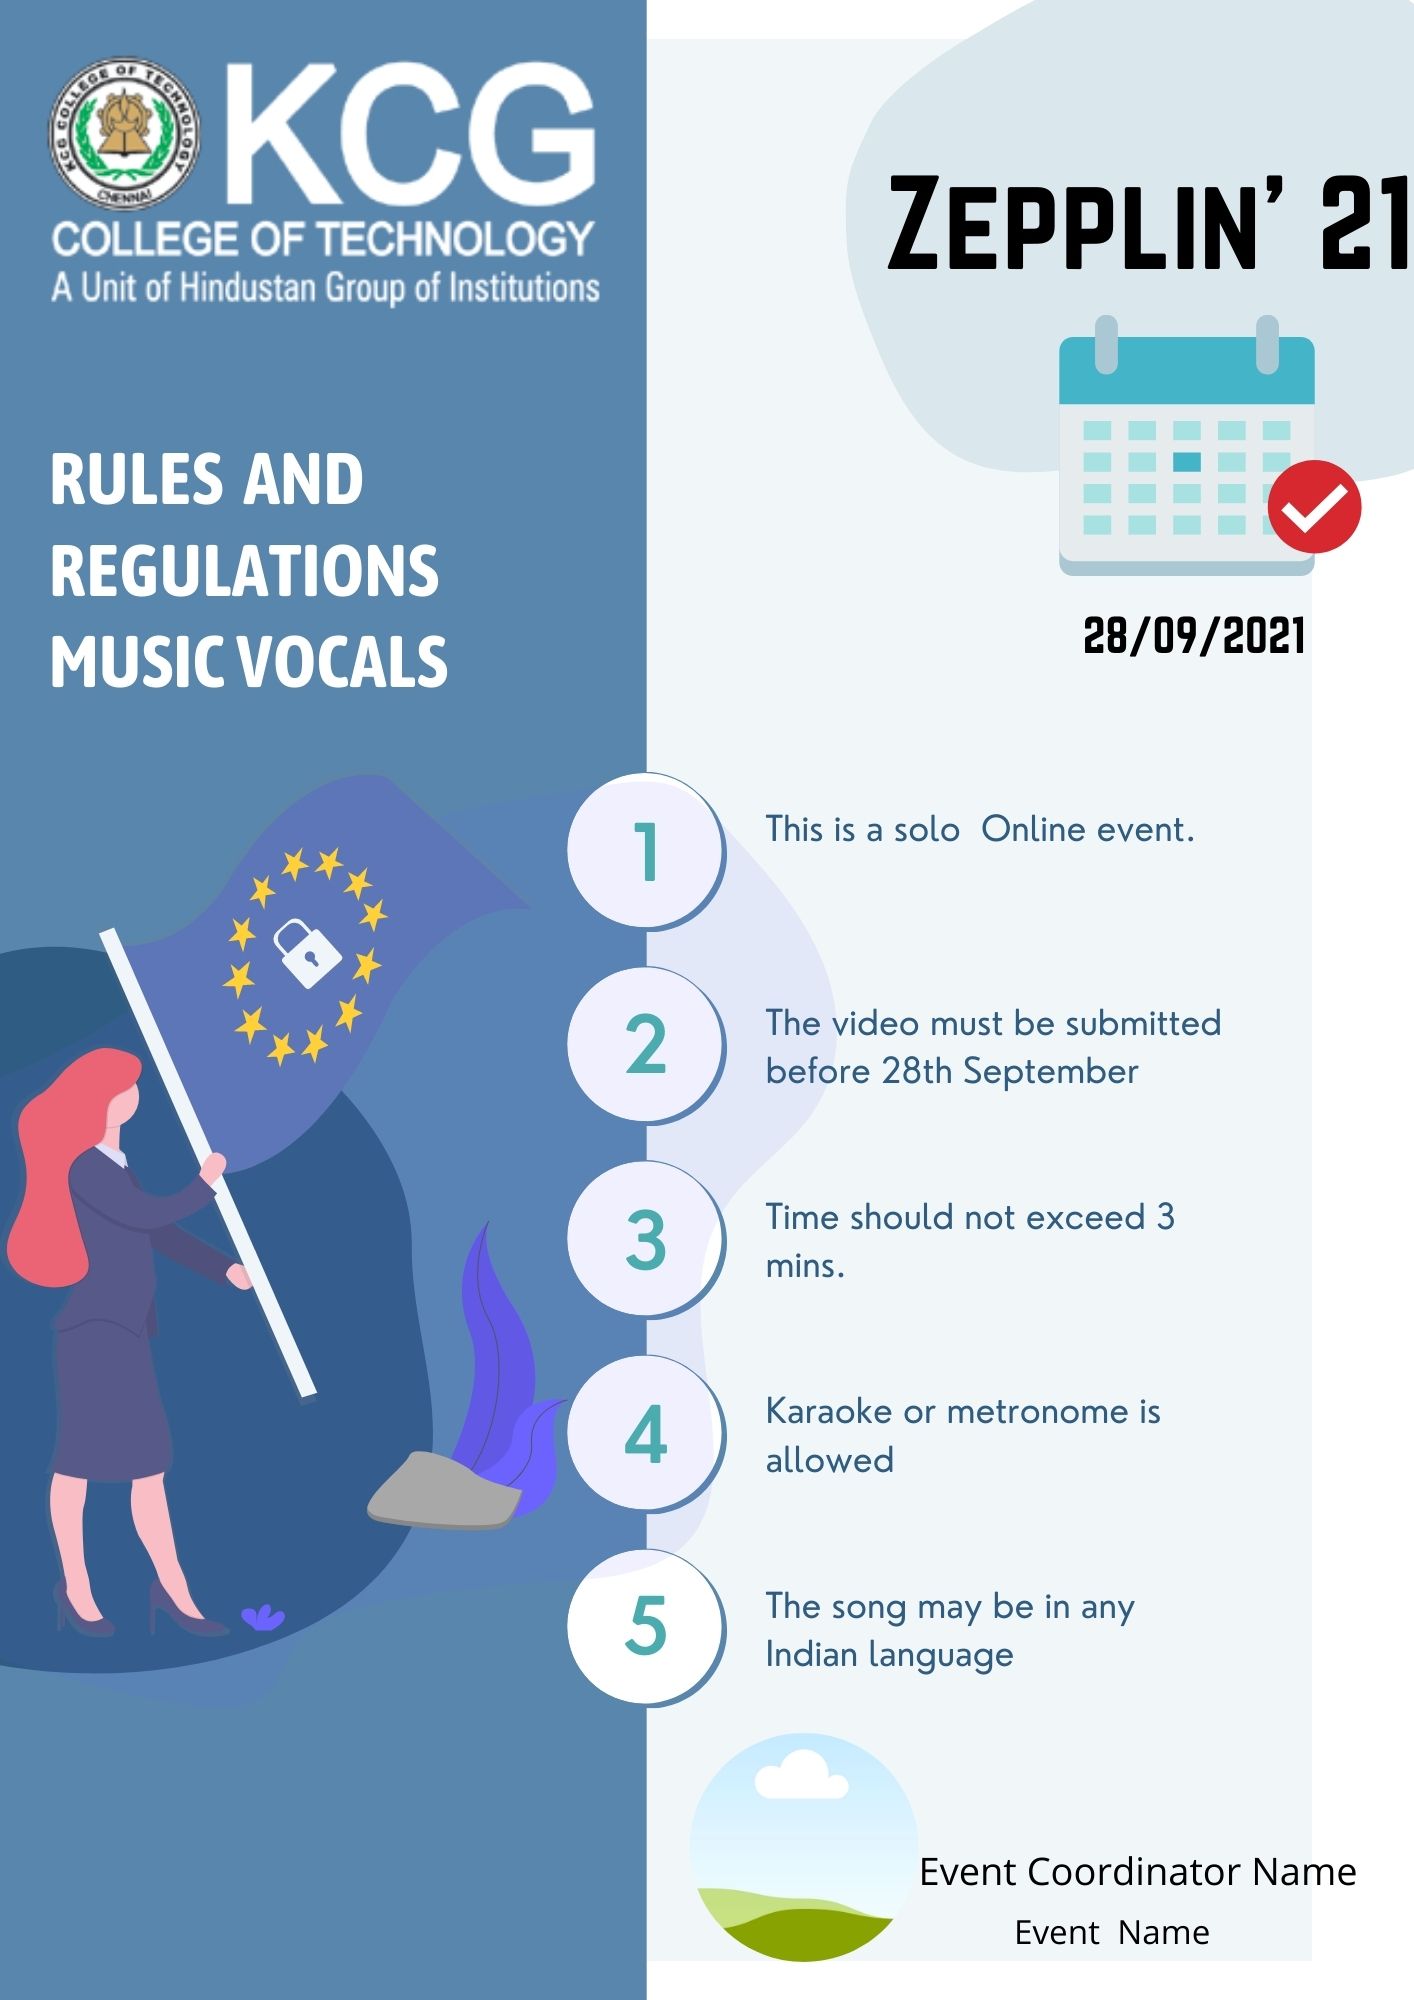 KCG COLLEGE OF TECHNOLOGY
CHENNAI
KCG
COLLEGE OF TECHNOLOGY
A Unit of Hindustan Group of Institutions
ZEPPLIN' 21
28/09/2021
RULES AND
REGULATIONS
MUSIC VOCALS
1
This is a solo  Online event.
2
The video must be submitted
before 28th September
3
Time should not exceed 3
mins.
4
Karaoke or metronome is
allowed
5
The song may be in any
Indian language
Event Coordinator Name
Event  Name